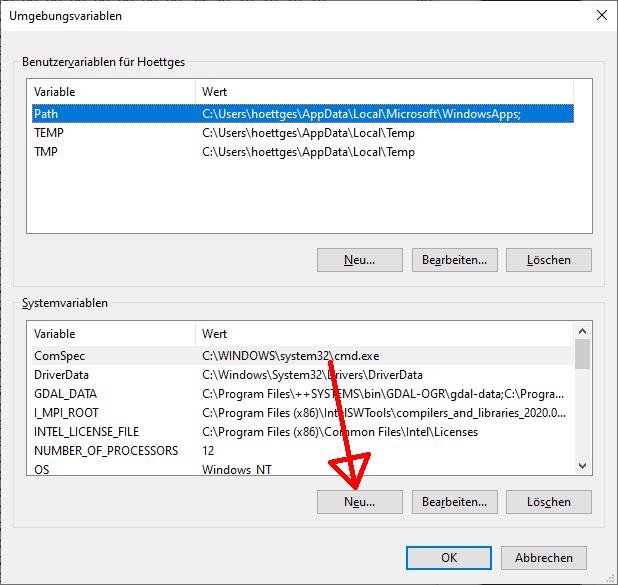 Umgebungsvariablen
Benutzervariablen für Hoettges
Variable Wert
Path C:\Users\hoettges\AppData\Local\Microsoft\WindowsApps;
TEMP C:\Users\hoettges\AppData\Local\Temp
TMP C:\Users\hoettges\AppData\Local\Temp
Neu... Bearbeiten... Löschen
Systemvariablen
Variable Wert
ComSpec C:\WINDOWS\system32\cmd.exe
DriverData C:\Windows\System32\Drivers\DriverData
GDAL_DATA C:\Program Files\++SYSTEMS\bin\GDAL-OGR\gdal-data;C:\Progra...
I_MPI_ROOT C:\Program Files (x86)\IntelSWTools\compilers_and_libraries_2020.0...
INTEL_LICENSE_FILE C:\Program Files (x86)\Common Files\Intel\Licenses
NUMBER_OF_PROCESSORS 12
OS Windows_NT
Neu... Bearbeiten... Löschen
OK Abbrechen